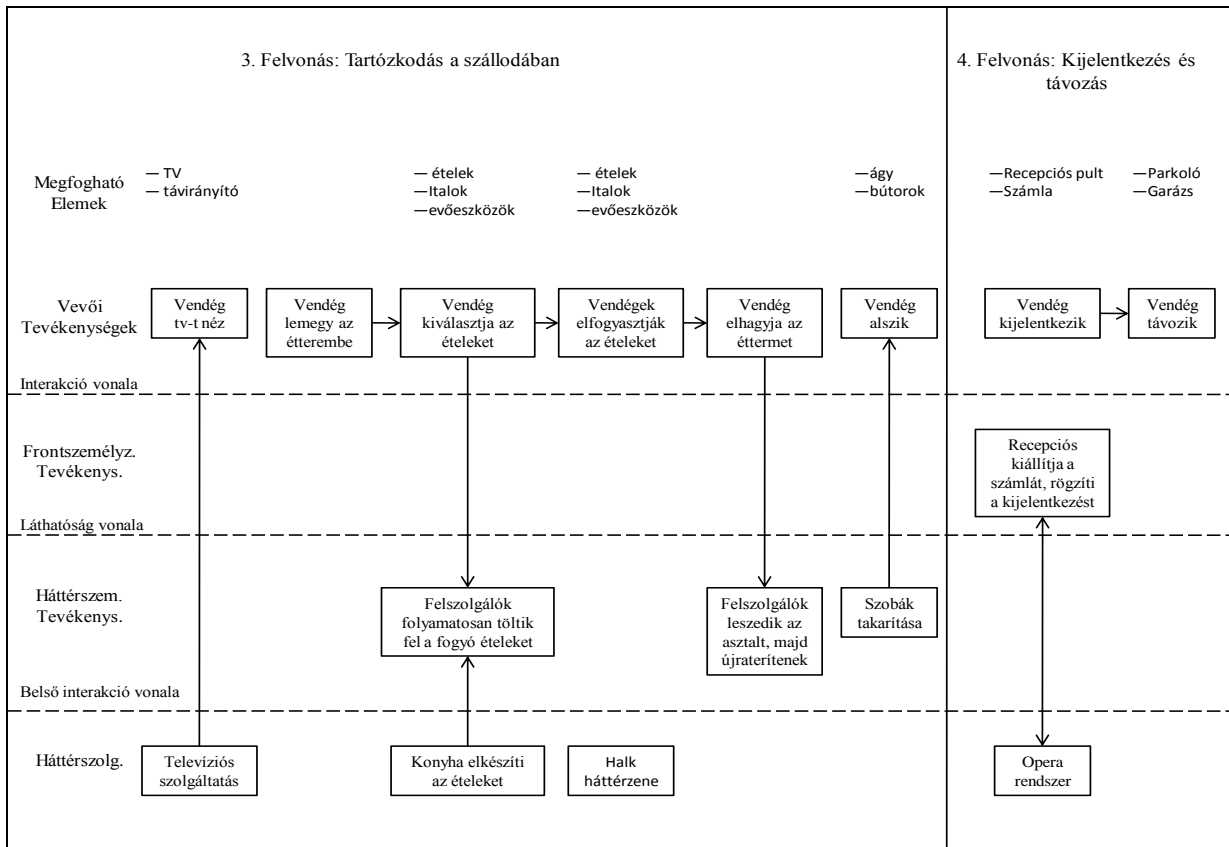 3. Felvonás: Tartózkodás a szállodában
4. Felvonás: Kijelentkezés és
távozás
Megfogható
Elemek
— TV
— távirányító
—ételek
—Italok
—evőeszközök
—ételek
—Italok
—evőeszközök
—ágy
—bútorok
—Recepciós pult
—Számla
—Parkoló
—Garázs
Vevői
Tevékenységek
Vendég
tv-t néz
Vendég
lemegy az
étterembe
Vendég
kiválasztja az
ételeket
Vendégek
elfogyasztják
az ételeket
Vendég
elhagyja az
éttermet
Vendég
alszik
Vendég
kijelentkezik
Vendég
távozik
Interakció vonala
Frontszemélyz.
Tevékenys.
Recepciós
kiállítja a
számlát, rögzíti
a kijelentkezést
Láthatóság vonala
Háttérszem.
Tevékenys.
Felszolgálók
folyamatosan töltik
fel a fogyó ételeket
Felszolgálók
leszedik az
asztalt, majd
újraterítenek
Szobák
takarítása
Belső interakció vonala
Háttérszolg.
Televíziós
szolgáltatás
Konyha elkészíti
az ételeket
Halk
háttérzene
Opera
rendszer